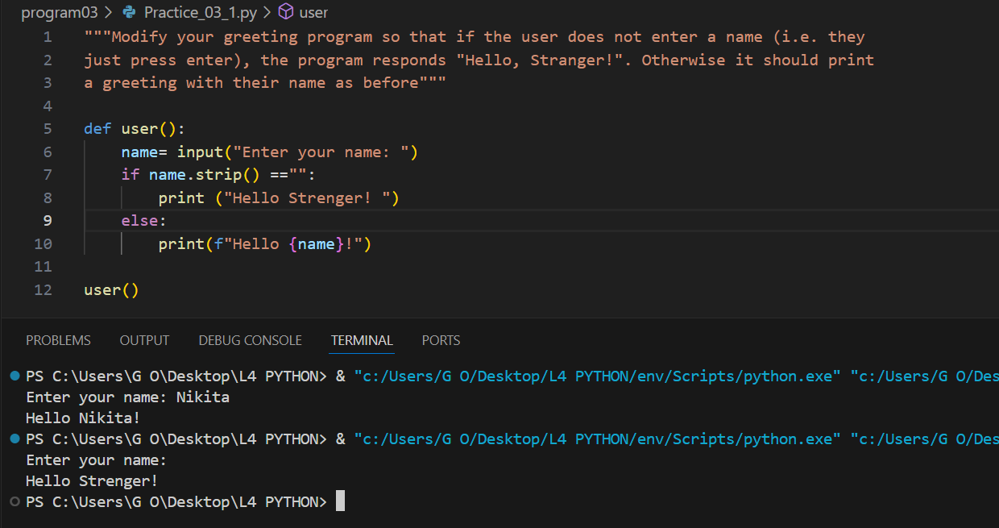 program03 > Practice_03_1.py > user
1 """Modify your greeting program so that if the user does not enter a name (i.e. they
2 just press enter), the program responds "Hello, Stranger!". Otherwise it should print
3 a greeting with their name as before"""
4
5 def user():
6     name= input("Enter your name: ")
7     if name.strip() =="":
8         print ("Hello Strenger! ")
9     else:
10         print(f"Hello {name}!")
11
12 user()
PROBLEMS OUTPUT DEBUG CONSOLE TERMINAL PORTS
PS C:\Users\G O\Desktop\L4 PYTHON> & "c:/Users/G O/Desktop/L4 PYTHON/env/Scripts/python.exe" "c:/Users/G O/Des
Enter your name: Nikita
Hello Nikita!
PS C:\Users\G O\Desktop\L4 PYTHON> & "c:/Users/G O/Desktop/L4 PYTHON/env/Scripts/python.exe" "c:/Users/G O/Des
Enter your name:
Hello Strenger!
PS C:\Users\G O\Desktop\L4 PYTHON>